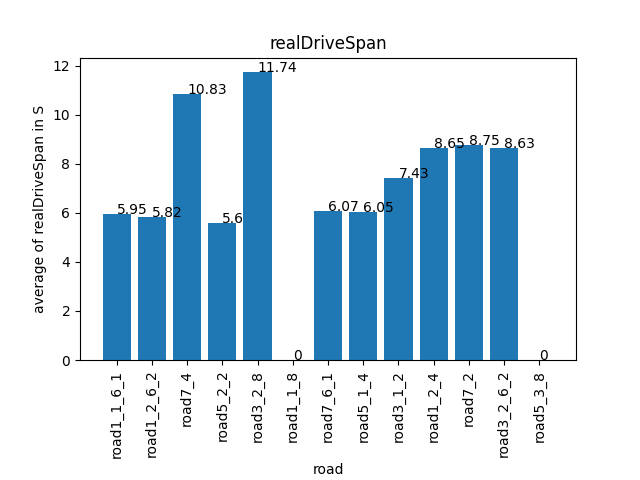 realDriveSpan
average of realDriveSpan in S
12
10
8
6
4
2
0
5.95
5.82
10.83
5.6
11.74
0
6.07
6.05
7.43
8.65
8.75
8.63
0
road1_1_6_1
road1_2_6_2
road7_4
road5_2_2
road3_2_8
road1_1_8
road7_6_1
road5_1_4
road3_1_2
road1_2_4
road7_2
road3_2_6_2
road5_3_8
road